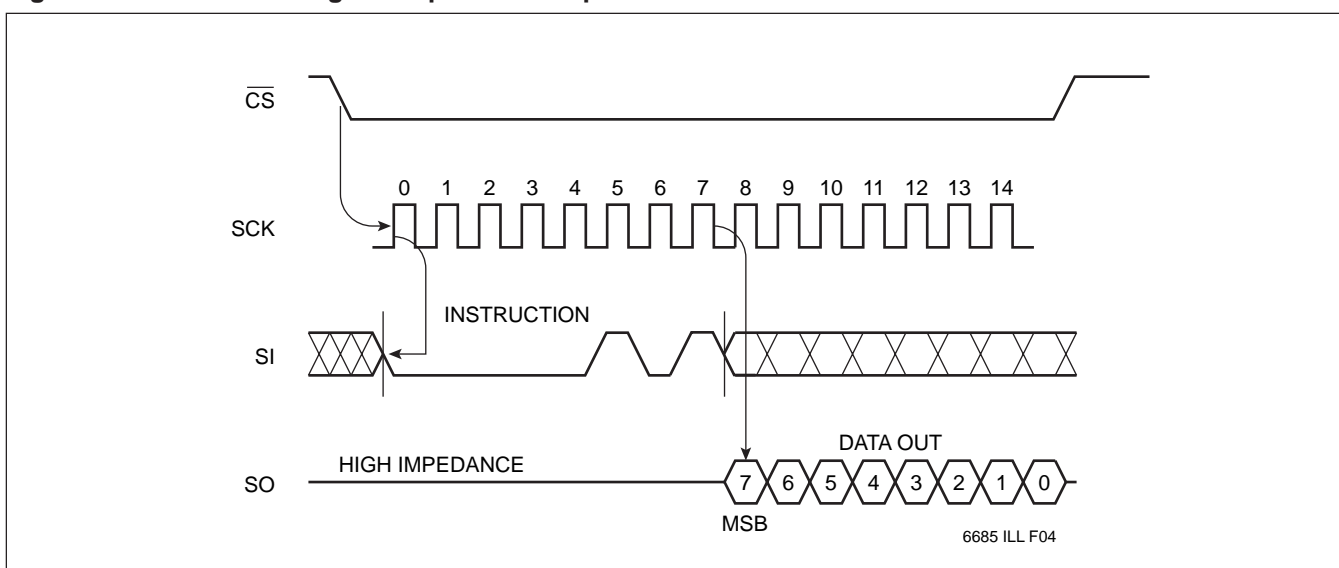 CS
0 1 2 3 4 5 6 7 8 9 10 11 12 13 14
SCK
INSTRUCTION
SI
DATA OUT
HIGH IMPEDANCE
SO
7 6 5 4 3 2 1 0
MSB
6685 ILL F04